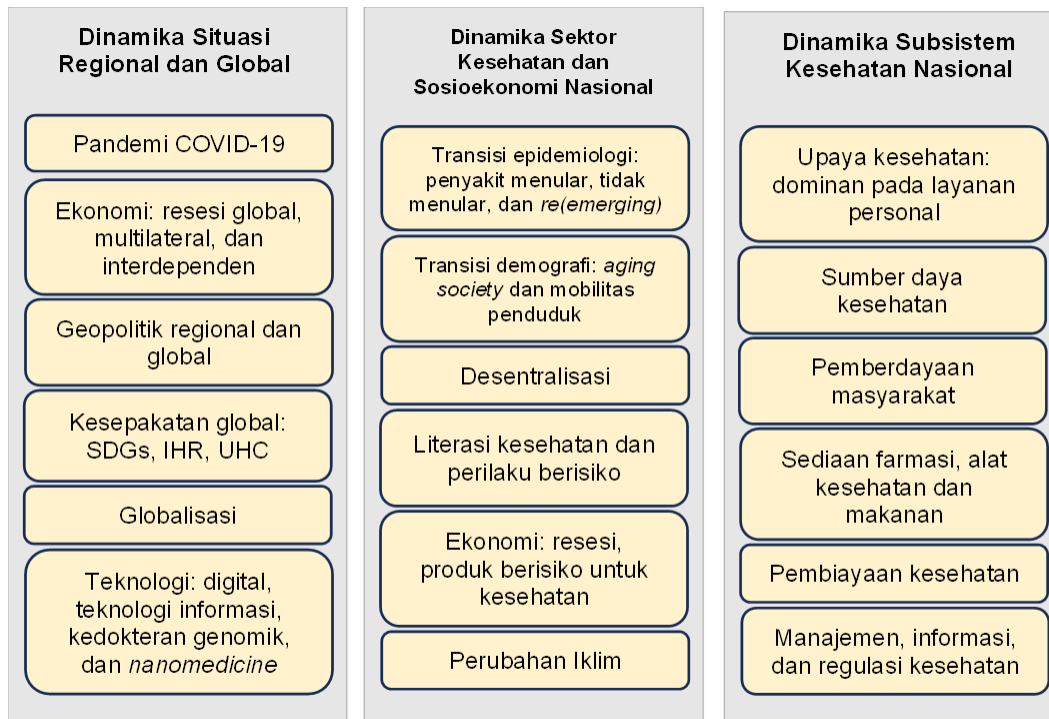 Dinamika Situasi
Regional dan Global
Pandemi COVID-19
Ekonomi: resesi global,
multilateral, dan
interdependen
Geopolitik regional dan
global
Kesepakatan global:
SDGs, IHR, UHC
Globalisasi
Teknologi: digital,
teknologi informasi,
kedokteran genomik,
dan nanomedicine
Dinamika Sektor
Kesehatan dan
Sosioekonomi Nasional
Transisi epidemiologi:
penyakit menular, tidak
menular, dan re(emerging)
Transisi demografi: aging
society dan mobilitas
penduduk
Desentralisasi
Literasi kesehatan dan
perilaku berisiko
Ekonomi: resesi,
produk berisiko untuk
kesehatan
Perubahan Iklim
Dinamika Subsistem
Kesehatan Nasional
Upaya kesehatan:
dominan pada layanan
personal
Sumber daya
kesehatan
Pemberdayaan
masyarakat
Sediaan farmasi, alat
kesehatan dan
makanan
Pembiayaan kesehatan
Manajemen, informasi,
dan regulasi kesehatan